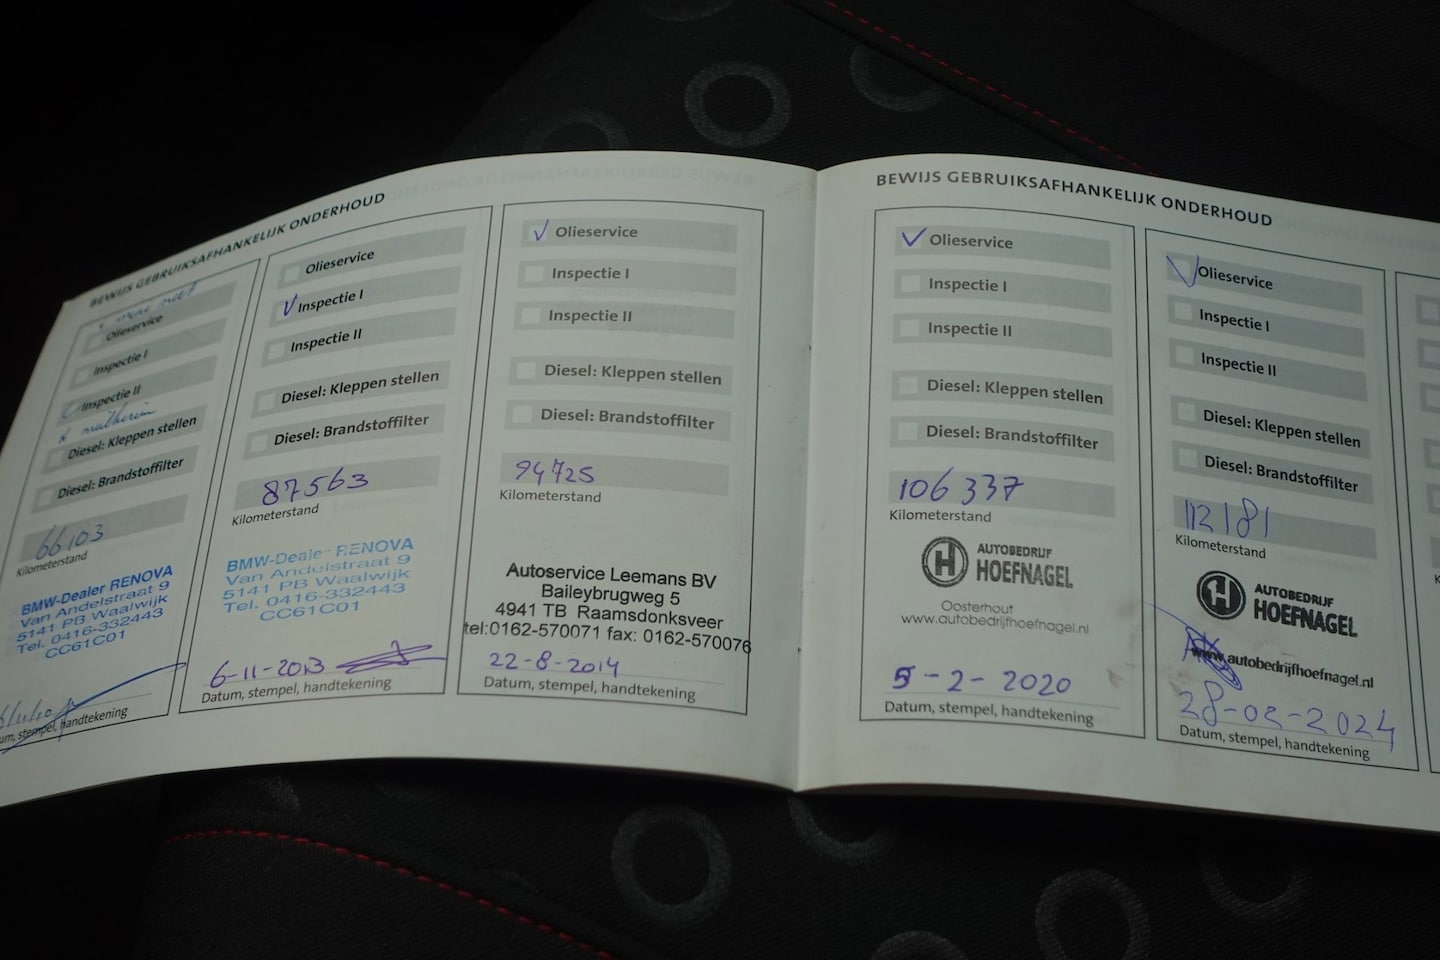 BEWIJS GEBRUIKSAFHANKELIJK ONDERHOUD
Olieservice
Inspectie I
Inspectie II
Diesel: Kleppen stellen
Diesel: Brandstoffilter
66103
Kilometerstand
BMW-Dealer RENOVA
Van Andelstraat 9
5141 PB Waalwijk
Tel. 0416-332443
CC61C01
stempel, handtekening
Olieservice
Inspectie I
Inspectie II
Diesel: Kleppen stellen
Diesel: Brandstoffilter
87563
Kilometerstand
BMW-Dealer RENOVA
Van Andelstraat 9
5141 PB Waalwijk
Tel. 0416-332443
CC61C01
6-11-2013
Datum, stempel, handtekening
Olieservice
Inspectie I
Inspectie II
Diesel: Kleppen stellen
Diesel: Brandstoffilter
94725
Kilometerstand
Autoservice Leemans BV
Baileybrugweg 5
4941 TB Raamsdonksveer
tel:0162-570071 fax: 0162-570076
22-8-2014
Datum, stempel, handtekening
BEWIJS GEBRUIKSAFHANKELIJK ONDERHOUD
Olieservice
Inspectie I
Inspectie II
Diesel: Kleppen stellen
Diesel: Brandstoffilter
106337
Kilometerstand
H AUTOBEDRIJF
HOEFNAGEL
Oosterhout
www.autobedrijfhoefnagel.nl
5-2-2020
Datum, stempel, handtekening
Olieservice
Inspectie I
Inspectie II
Diesel: Kleppen stellen
Diesel: Brandstoffilter
112181
Kilometerstand
H AUTOBEDRIJF
HOEFNAGEL
www.autobedrijfhoefnagel.nl
28-02-2024
Datum, stempel, handtekening